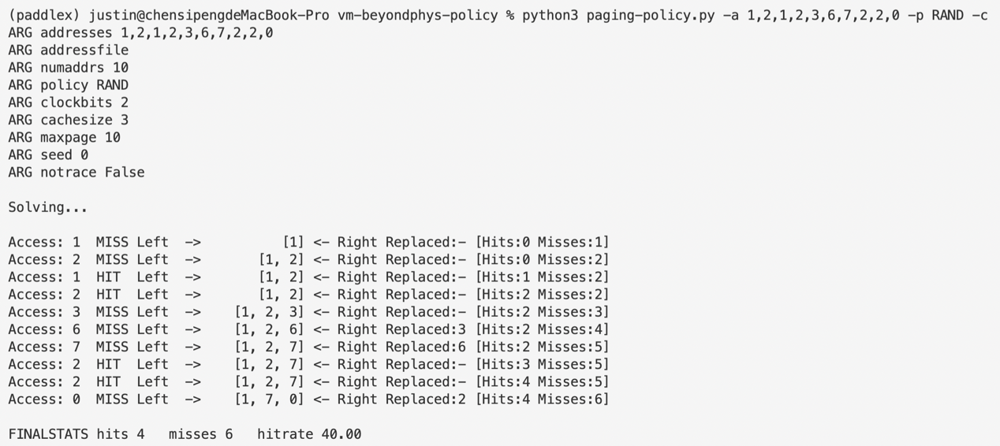 (paddlex) justin@chensipengdeMacBook-Pro vm-beyondphys-policy % python3 paging-policy.py -a 1,2,1,2,3,6,7,2,2,0 -p RAND -c
ARG addresses 1,2,1,2,3,6,7,2,2,0
ARG addressfile
ARG numaddrs 10
ARG policy RAND
ARG clockbits 2
ARG cachesize 3
ARG maxpage 10
ARG seed 0
ARG notrace False
Solving...
Access: 1  MISS Left  ->          [1] <- Right Replaced:- [Hits:0 Misses:1]
Access: 2  MISS Left  ->       [1, 2] <- Right Replaced:- [Hits:0 Misses:2]
Access: 1  HIT  Left  ->       [1, 2] <- Right Replaced:- [Hits:1 Misses:2]
Access: 2  HIT  Left  ->       [1, 2] <- Right Replaced:- [Hits:2 Misses:2]
Access: 3  MISS Left  ->    [1, 2, 3] <- Right Replaced:- [Hits:2 Misses:3]
Access: 6  MISS Left  ->    [1, 2, 6] <- Right Replaced:3 [Hits:2 Misses:4]
Access: 7  MISS Left  ->    [1, 2, 7] <- Right Replaced:6 [Hits:2 Misses:5]
Access: 2  HIT  Left  ->    [1, 2, 7] <- Right Replaced:- [Hits:3 Misses:5]
Access: 2  HIT  Left  ->    [1, 2, 7] <- Right Replaced:- [Hits:4 Misses:5]
Access: 0  MISS Left  ->    [1, 7, 0] <- Right Replaced:2 [Hits:4 Misses:6]
FINALSTATS hits 4   misses 6   hitrate 40.00